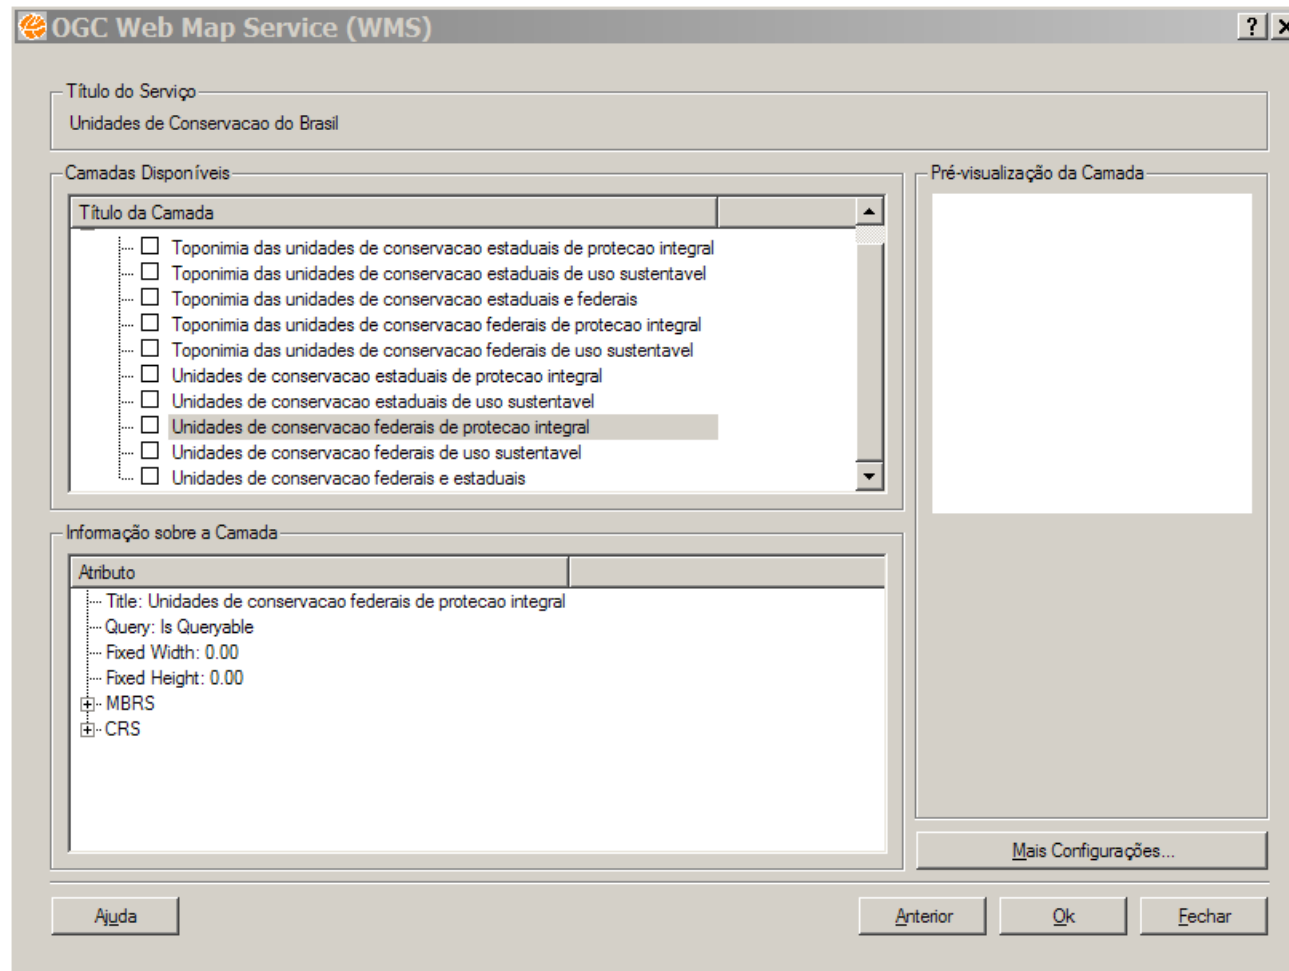 OGC Web Map Service (WMS)
Título do Serviço
Unidades de Conservacao do Brasil
Camadas Disponíveis
Título da Camada
Toponimia das unidades de conservacao estaduais de protecao integral
Toponimia das unidades de conservacao estaduais de uso sustentavel
Toponimia das unidades de conservacao estaduais e federais
Toponimia das unidades de conservacao federais de protecao integral
Toponimia das unidades de conservacao federais de uso sustentavel
Unidades de conservacao estaduais de protecao integral
Unidades de conservacao estaduais de uso sustentavel
Unidades de conservacao federais de protecao integral
Unidades de conservacao federais de uso sustentavel
Unidades de conservacao federais e estaduais
Pré-visualização da Camada
Informação sobre a Camada
Atributo
Title: Unidades de conservacao federais de protecao integral
Query: Is Queryable
Fixed Width: 0.00
Fixed Height: 0.00
MBRS
CRS
Mais Configurações...
Ajuda
Anterior
Ok
Fechar